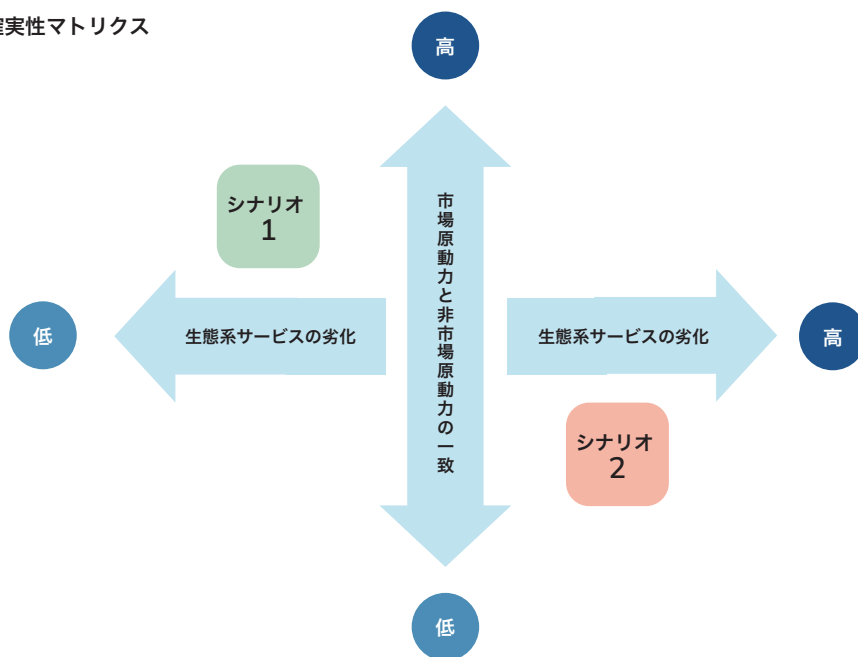 実性マトリクス
高
市場原動力と非市場原動力の一致
シナリオ
1
低
生態系サービスの劣化
生態系サービスの劣化
高
シナリオ
2
低